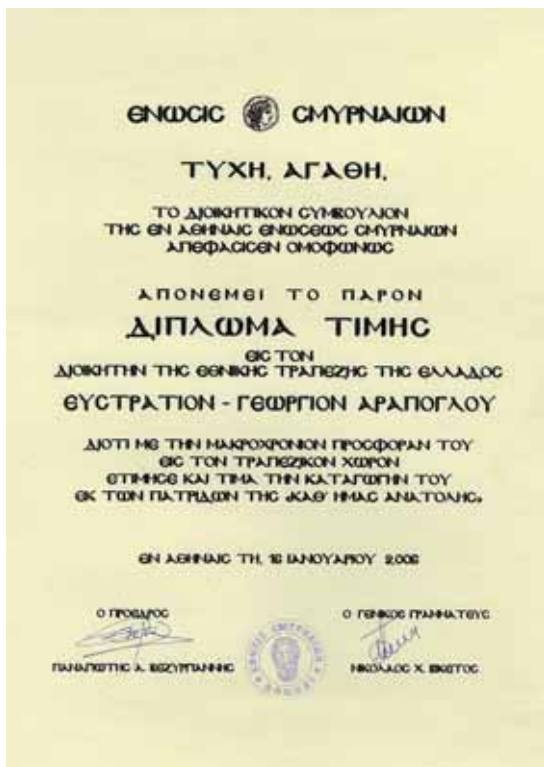 ΕΝΩΣΙΣ ΣΜΥΡΝΑΙΩΝ
ΤΥΧΗ, ΑΓΑΘΗ,
ΤΟ ΔΙΟΙΚΗΤΙΚΟΝ ΣΥΜΒΟΥΛΙΟΝ
ΤΗΣ ΕΝ ΑΘΗΝΑΙΣ ΕΝΩΣΕΩΣ ΣΜΥΡΝΑΙΩΝ
ΑΠΕΦΑΣΙΣΕΝ ΟΜΟΦΩΝΩΣ
ΑΠΟΝΕΜΕΙ ΤΟ ΠΑΡΟΝ
ΔΙΠΛΩΜΑ ΤΙΜΗΣ
ΕΙΣ ΤΟΝ
ΔΙΟΙΚΗΤΗΝ ΤΗΣ ΕΘΝΙΚΗΣ ΤΡΑΠΕΖΗΣ ΤΗΣ ΕΛΛΑΔΟΣ
ΕΥΣΤΡΑΤΙΟΝ - ΓΕΩΡΓΙΟΝ ΑΡΑΠΟΓΛΟΥ
ΔΙΟΤΙ ΜΕ ΤΗΝ ΜΑΚΡΟΧΡΟΝΙΟΝ ΠΡΟΣΦΟΡΑΝ ΤΟΥ
ΕΙΣ ΤΟΝ ΤΡΑΠΕΖΙΚΟΝ ΧΩΡΟΝ
ΕΤΙΜΗΣΕ ΚΑΙ ΤΙΜΑ ΤΗΝ ΚΑΤΑΓΩΓΗΝ ΤΟΥ
ΕΚ ΤΩΝ ΠΑΤΡΙΔΩΝ ΤΗΣ «ΚΑΘ' ΗΜΑΣ ΑΝΑΤΟΛΗΣ»
ΕΝ ΑΘΗΝΑΙΣ ΤΗ, 16 ΙΑΝΟΥΑΡΙΟΥ 2006
Ο ΠΡΟΕΔΡΟΣ
Ο ΓΕΝΙΚΟΣ ΓΡΑΜΜΑΤΕΥΣ
ΕΝΩΣΙΣ ΣΜΥΡΝΑΙΩΝ
ΝΙΚΟΛΑΟΣ Χ. ΒΙΚΕΤΟΣ